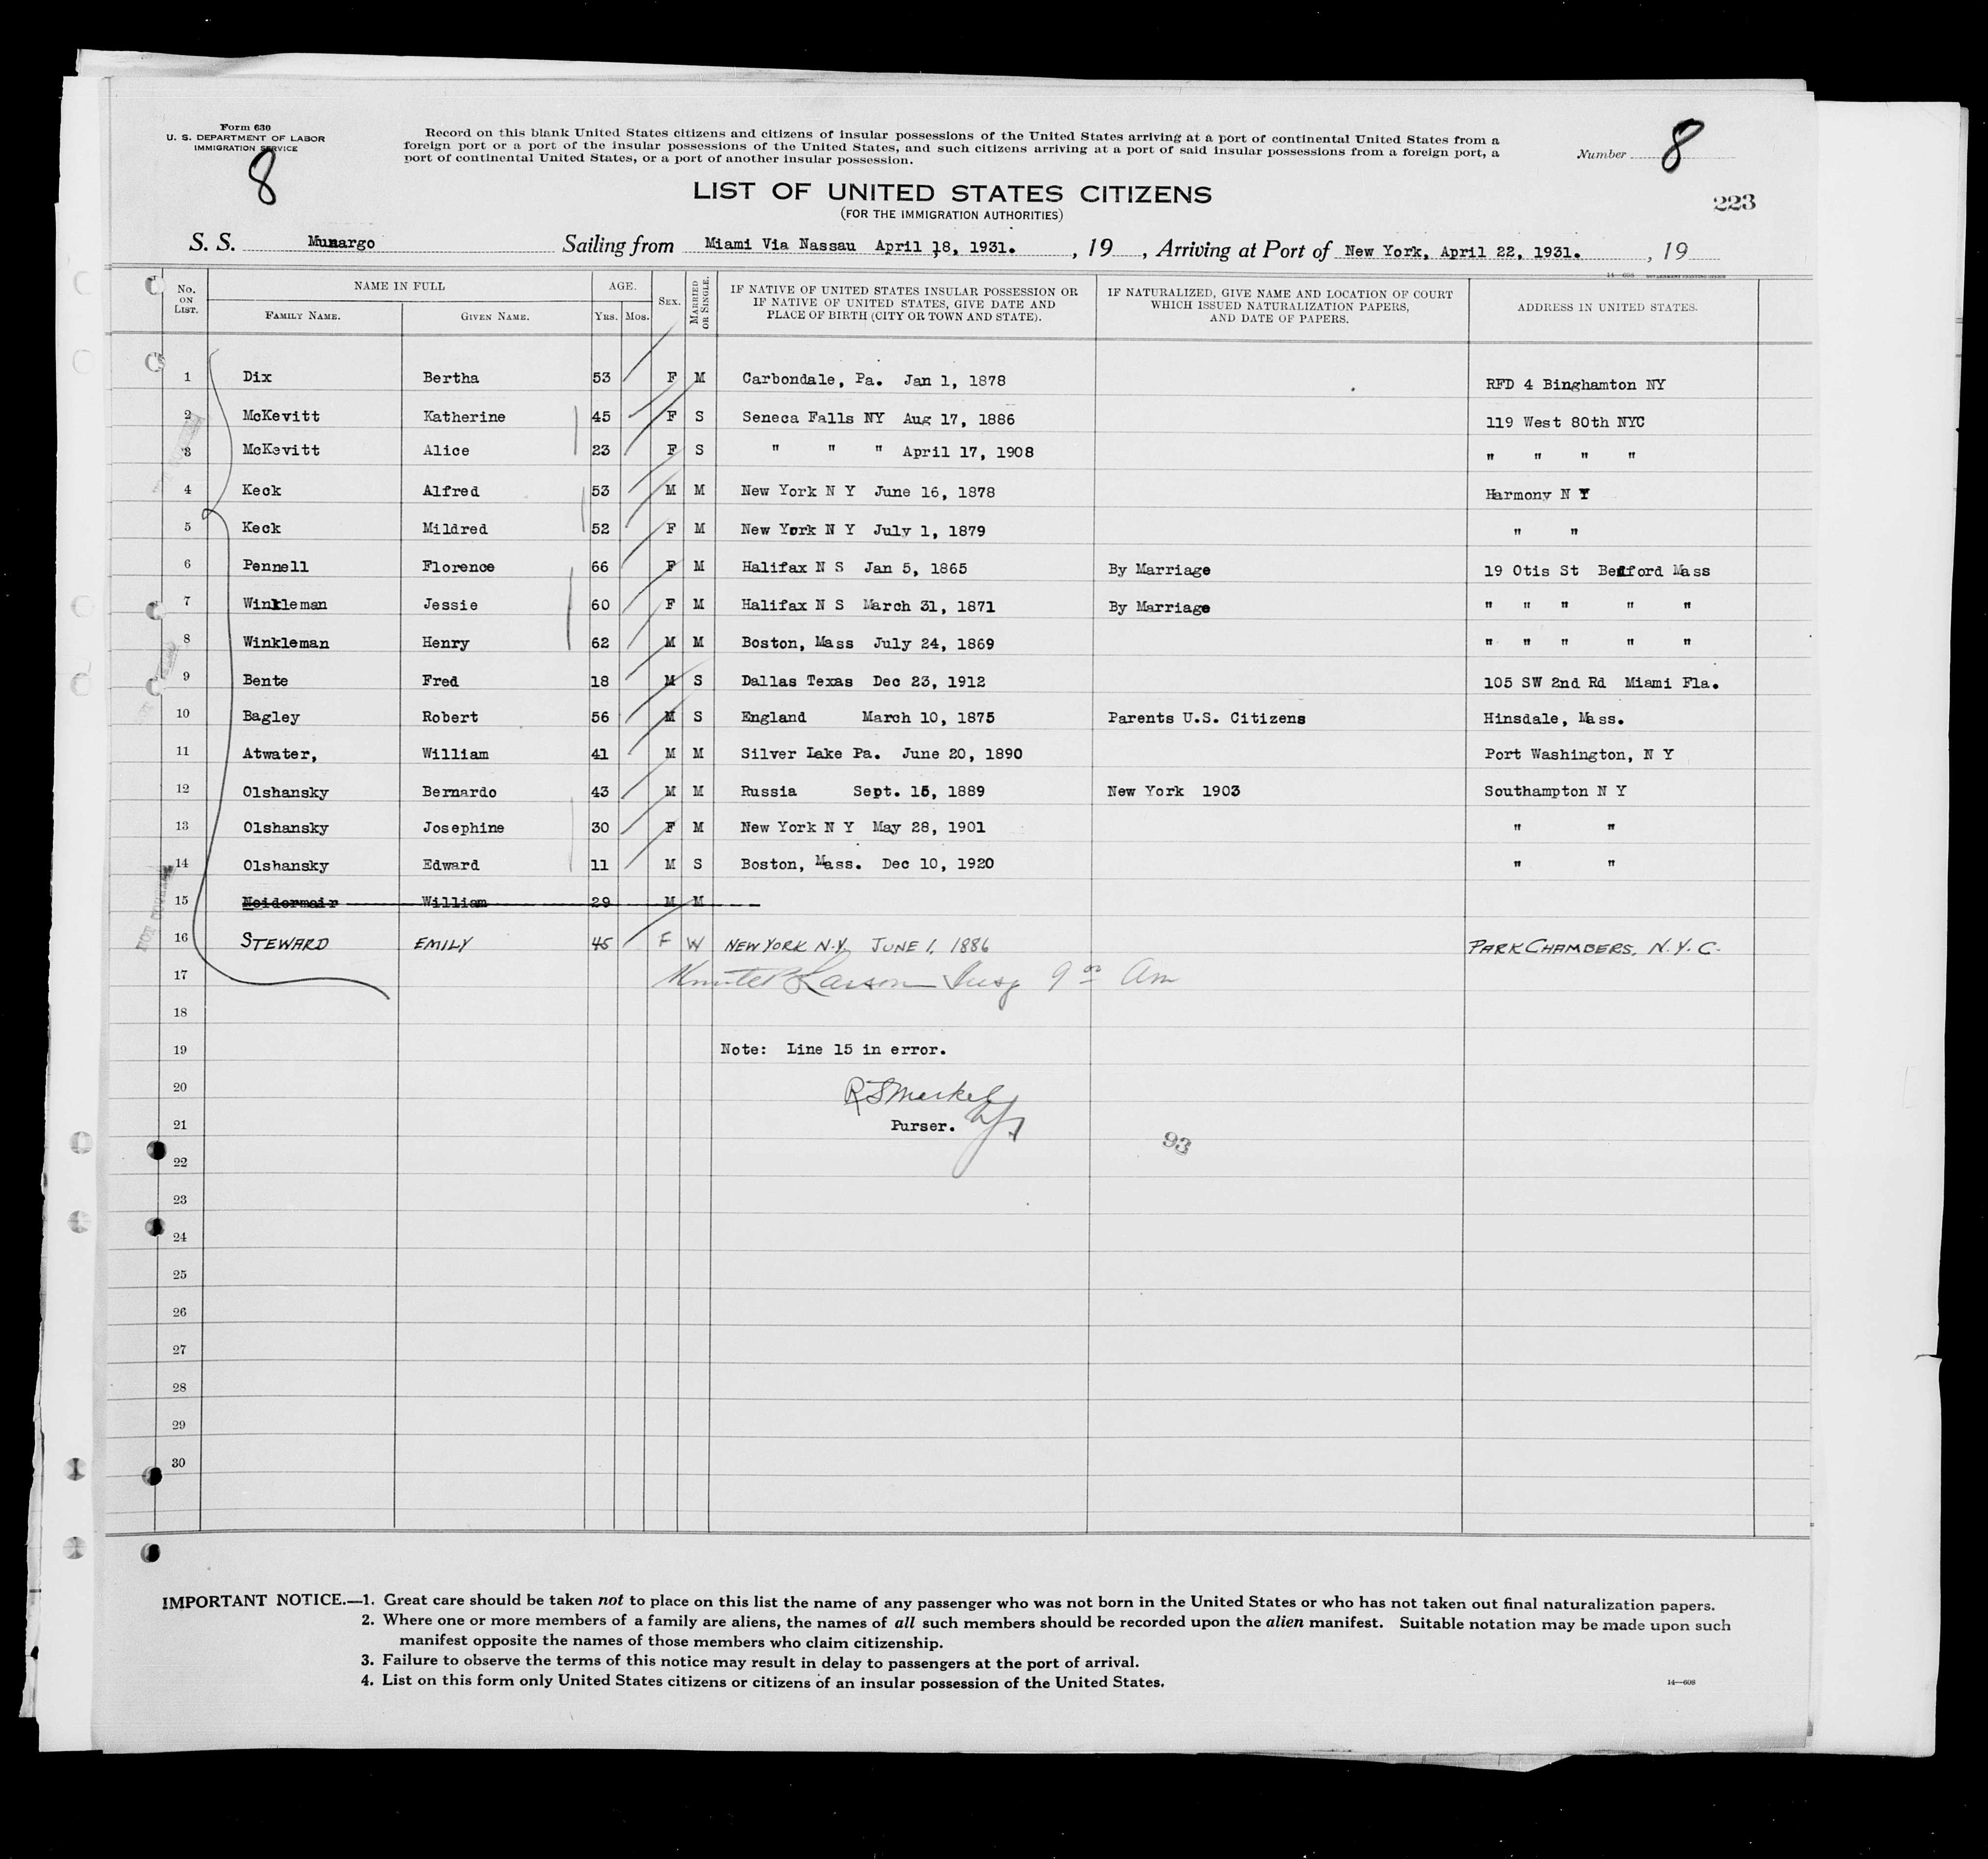 Form 630
U. S. DEPARTMENT OF LABOR
IMMIGRATION SERVICE
8
Record on this blank United States citizens and citizens of insular possessions of the United States arriving at a port of continental United States from a
foreign port or a port of the insular possessions of the United States, and such citizens arriving at a port of said insular possessions from a foreign port, a
port of continental United States, or a port of another insular possession.
Number 8
LIST OF UNITED STATES CITIZENS
(FOR THE IMMIGRATION AUTHORITIES)
223
S. S. Munargo Sailing from Miami Via Nassau April 18, 1931. , 19 , Arriving at Port of New York, April 22, 1931. , 19
14—608 GOVERNMENT PRINTING OFFICE
No. ON LIST. NAME IN FULL FAMILY NAME. GIVEN NAME. AGE. YRS. MOS. SEX. MARRIED OR SINGLE. IF NATIVE OF UNITED STATES INSULAR POSSESSION OR IF NATIVE OF UNITED STATES, GIVE DATE AND PLACE OF BIRTH (CITY OR TOWN AND STATE). IF NATURALIZED, GIVE NAME AND LOCATION OF COURT WHICH ISSUED NATURALIZATION PAPERS, AND DATE OF PAPERS. ADDRESS IN UNITED STATES.
1 Dix Bertha 53 F M Carbondale, Pa. Jan 1, 1878 RFD 4 Binghamton NY
2 McKevitt Katherine 45 F S Seneca Falls NY Aug 17, 1886 119 West 80th NYC
3 McKevitt Alice 23 F S " " " April 17, 1908 " " " "
4 Keck Alfred 53 M M New York N Y June 16, 1878 Harmony N Y
5 Keck Mildred 52 F M New York N Y July 1, 1879 " "
6 Pennell Florence 66 F M Halifax N S Jan 5, 1865 By Marriage 19 Otis St Bedford Mass
7 Winkleman Jessie 60 F M Halifax N S March 31, 1871 By Marriage " " " " "
8 Winkleman Henry 62 M M Boston, Mass July 24, 1869 " " " " "
9 Bente Fred 18 M S Dallas Texas Dec 23, 1912 105 SW 2nd Rd Miami Fla.
10 Bagley Robert 56 M S England March 10, 1875 Parents U.S. Citizens Hinsdale, Mass.
11 Atwater, William 41 M M Silver Lake Pa. June 20, 1890 Port Washington, N Y
12 Olshansky Bernardo 43 M M Russia Sept. 15, 1889 New York 1903 Southampton N Y
13 Olshansky Josephine 30 F M New York N Y May 28, 1901 " "
14 Olshansky Edward 11 M S Boston, Mass. Dec 10, 1920 " "
15 Neidermair William 29 M M
16 STEWARD EMILY 45 F W NEW YORK N.Y. JUNE 1, 1886 PARK CHAMBERS, N.Y.C.
17 Larson Insp 9 00 Am
18
19 Note: Line 15 in error.
20 Merkel
21 Purser.
93
22
23
24
25
26
27
28
29
30
IMPORTANT NOTICE.—1. Great care should be taken not to place on this list the name of any passenger who was not born in the United States or who has not taken out final naturalization papers.
2. Where one or more members of a family are aliens, the names of all such members should be recorded upon the alien manifest. Suitable notation may be made upon such
manifest opposite the names of those members who claim citizenship.
3. Failure to observe the terms of this notice may result in delay to passengers at the port of arrival.
4. List on this form only United States citizens or citizens of an insular possession of the United States.
14—608